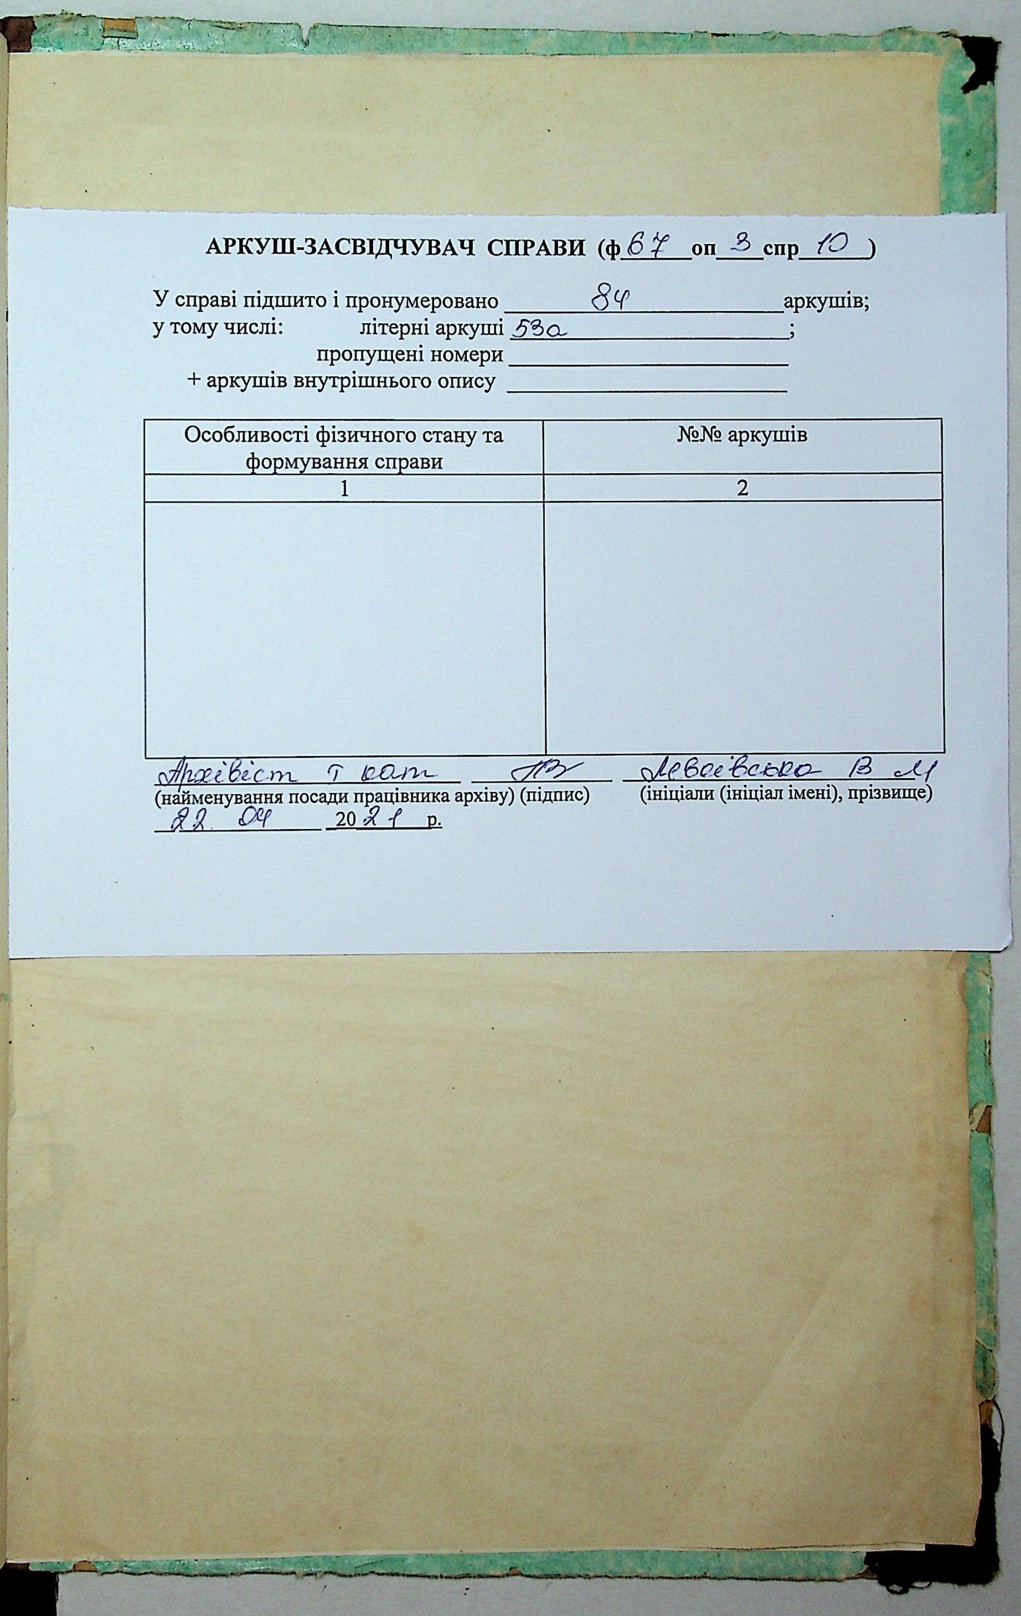 АРКУШ-ЗАСВІДЧУВАЧ СПРАВИ (ф 67 оп 3 спр 10 )
У справі підшито і пронумеровано 84 аркушів;
у тому числі: літерні аркуші 53а ;
пропущені номери
+ аркушів внутрішнього опису
Особливості фізичного стану та формування справи
№№ аркушів
1
2
Архівіст І кат В М
(найменування посади працівника архіву) (підпис) (ініціали (ініціал імені), прізвище)
22. 04 2021 р.